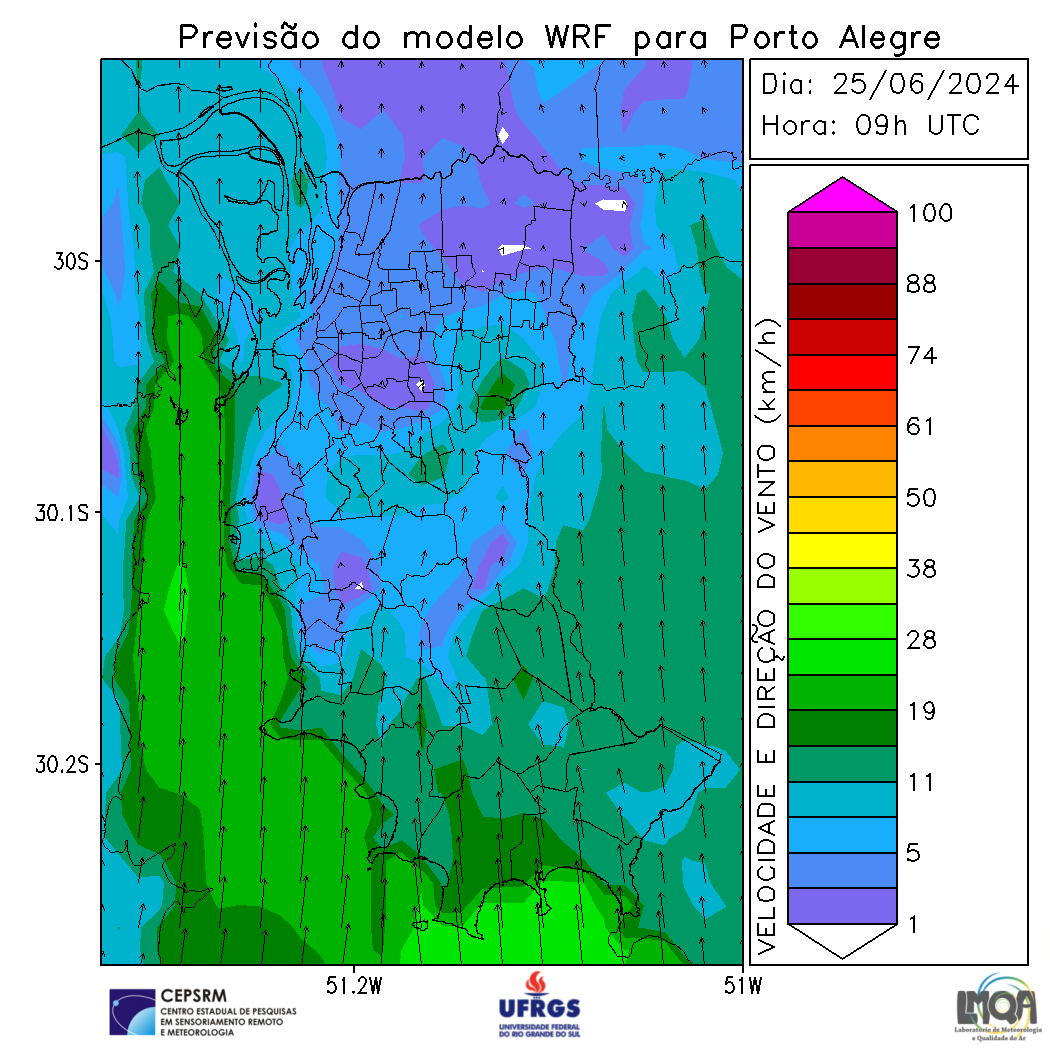 Previsão do modelo WRF para Porto Alegre
Dia: 25/06/2024
Hora: 09h UTC
30S
30.1S
30.2S
51.2W
51W
VELOCIDADE E DIREÇÃO DO VENTO (km/h)
100
88
74
61
50
38
28
19
11
5
1
CEPSRM
CENTRO ESTADUAL DE PESQUISAS
EM SENSORIAMENTO REMOTO
E METEOROLOGIA
UFRGS
UNIVERSIDADE FEDERAL
DO RIO GRANDE DO SUL
LMQA
Laboratório de Meteorologia
e Qualidade do Ar